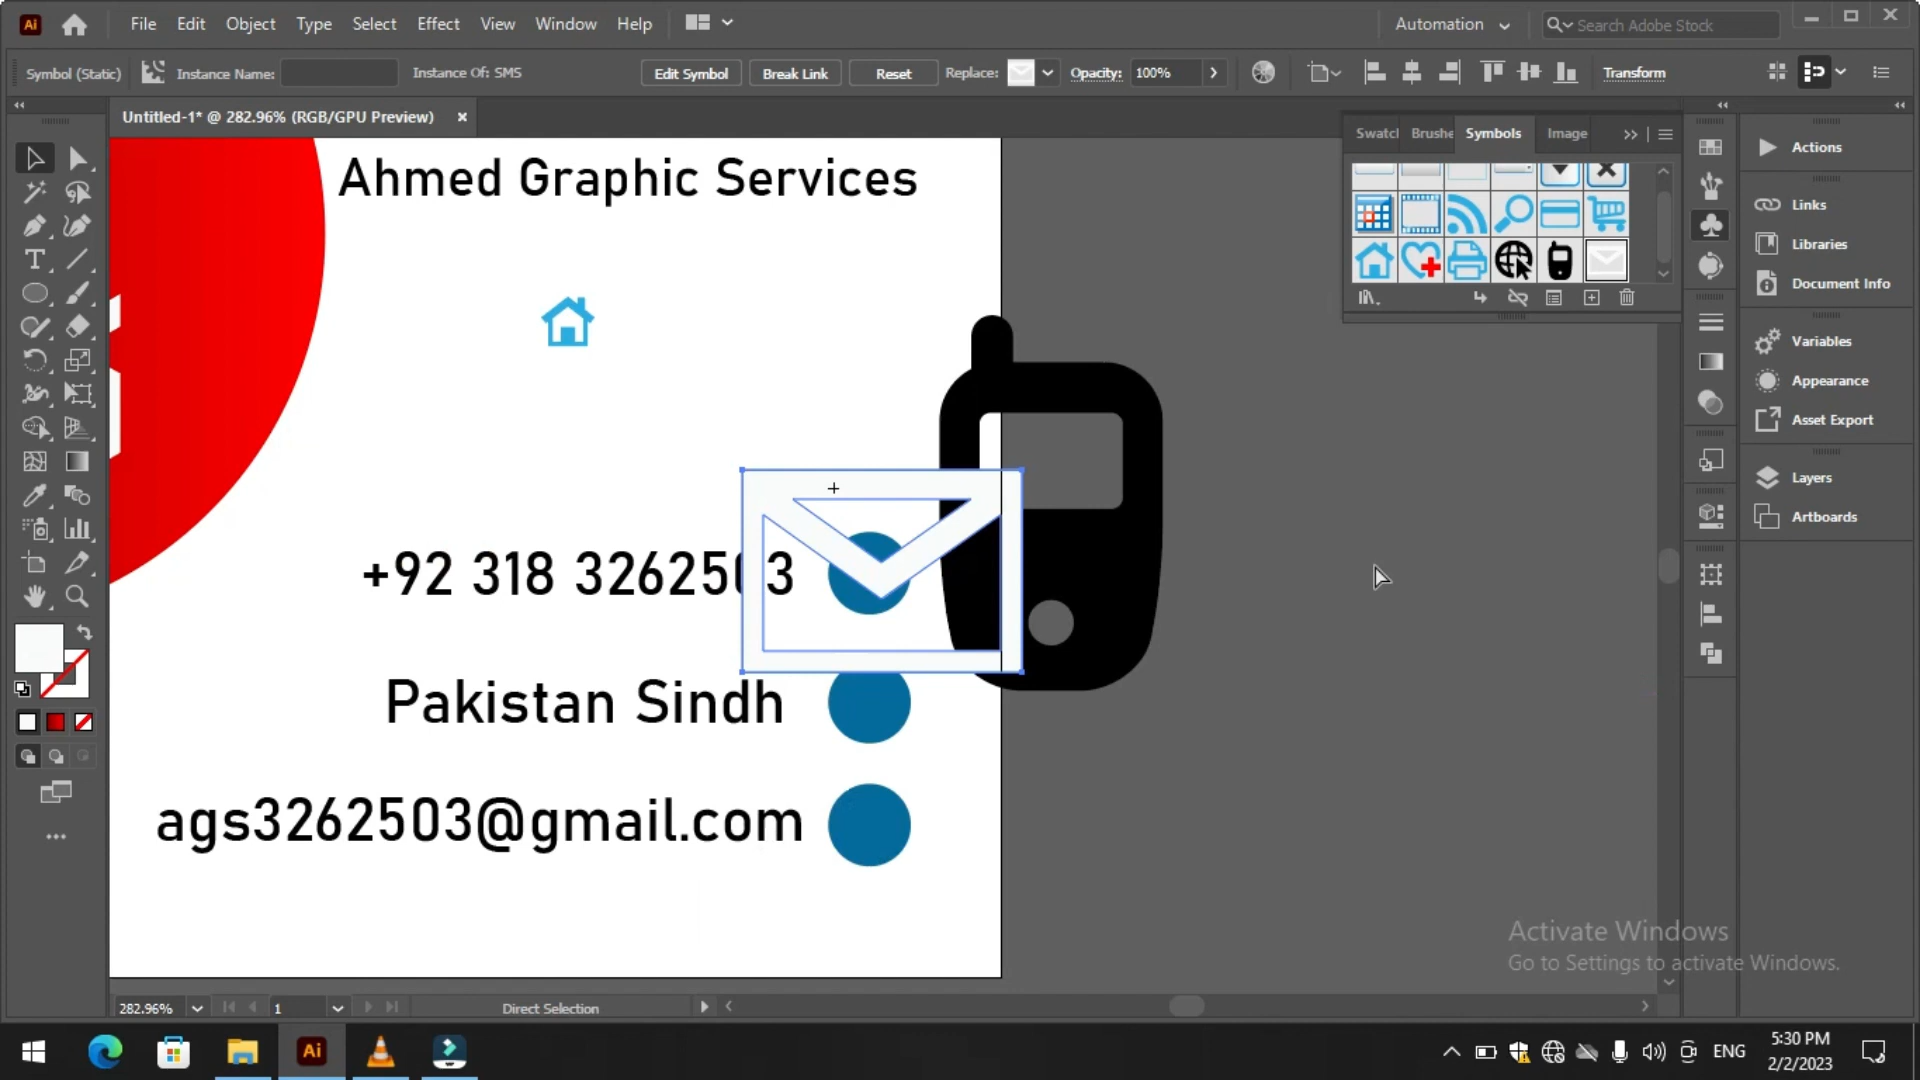 Ai
File Edit Object Type Select Effect View Window Help
Automation
Search Adobe Stock
Symbol (Static)
Instance Name:
Instance Of: SMS
Edit Symbol
Break Link
Reset
Replace:
Opacity:
100%
Transform
Untitled-1* @ 282.96% (RGB/GPU Preview)
Swatcl
Brushe
Symbols
Image
Actions
Links
Libraries
Document Info
Variables
Appearance
Asset Export
Layers
Artboards
Ahmed Graphic Services
+92 318 3262503
Pakistan Sindh
ags3262503@gmail.com
Activate Windows
Go to Settings to activate Windows.
282.96%
1
Direct Selection
Ai
ENG
5:30 PM
2/2/2023